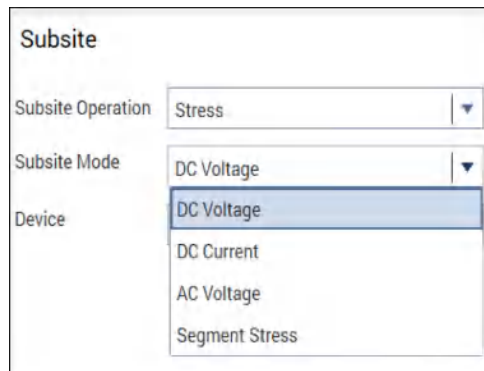 Subsite
Subsite Operation Stress
Subsite Mode DC Voltage
DC Voltage
Device
DC Current
AC Voltage
Segment Stress